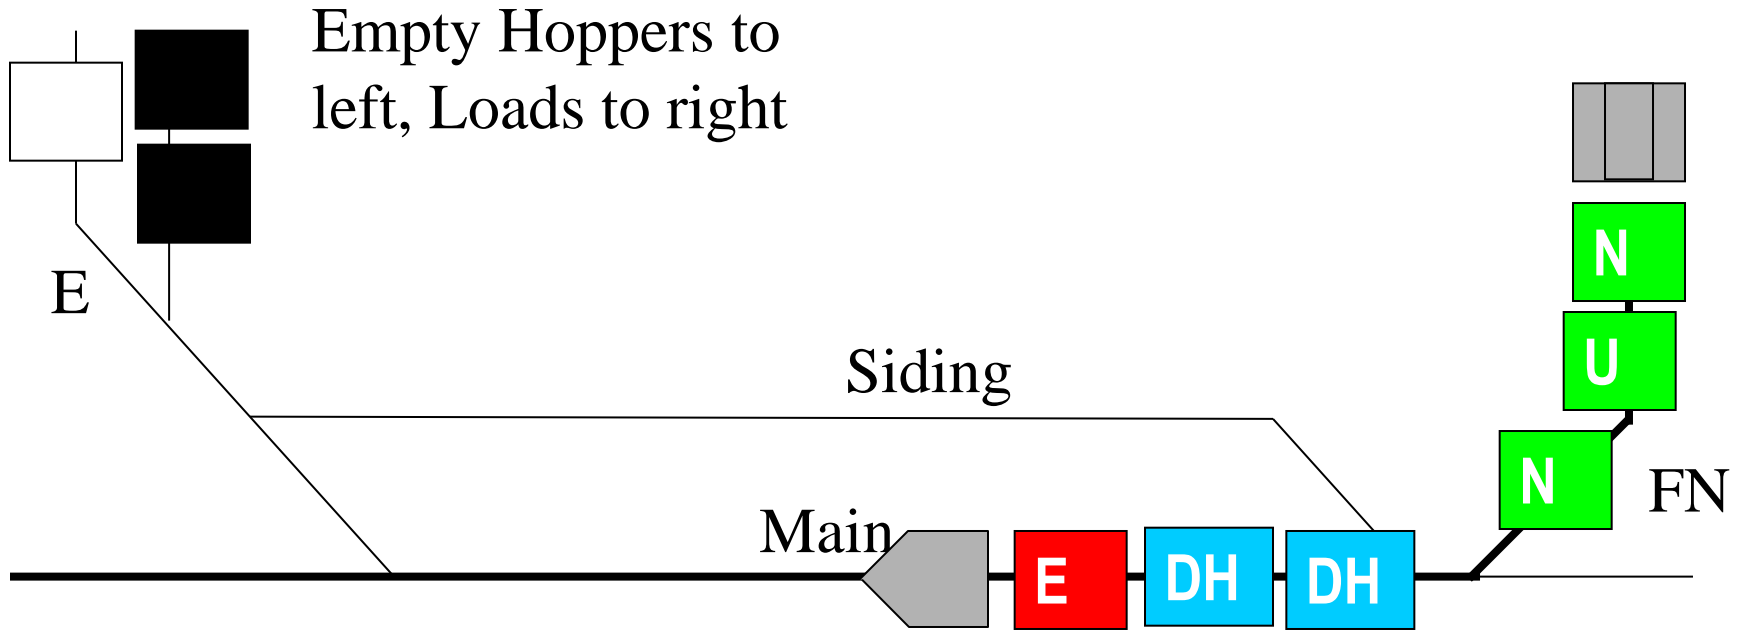 Empty Hoppers to
left, Loads to right
N
E
U
Siding
N
FN
Main
E
DH
DH